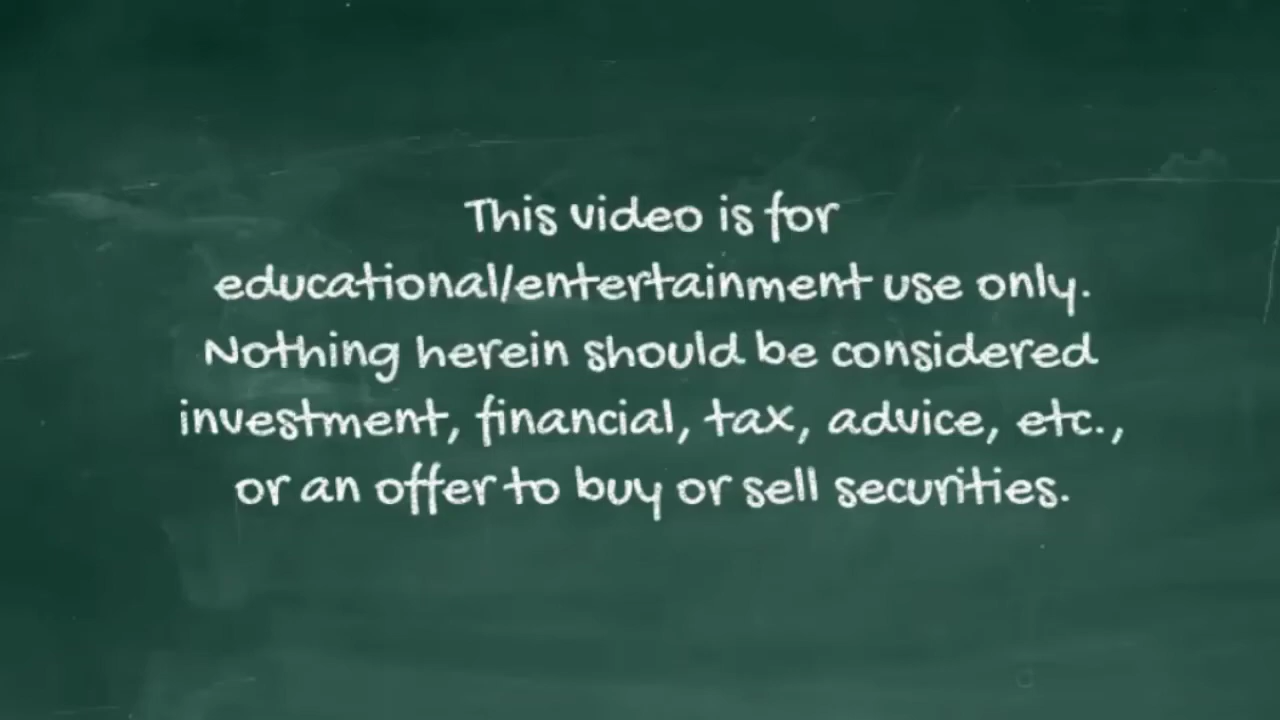 This video is for
educational/entertainment use only.
Nothing herein should be considered
investment, financial, tax, advice, etc.,
or an offer to buy or sell securities.